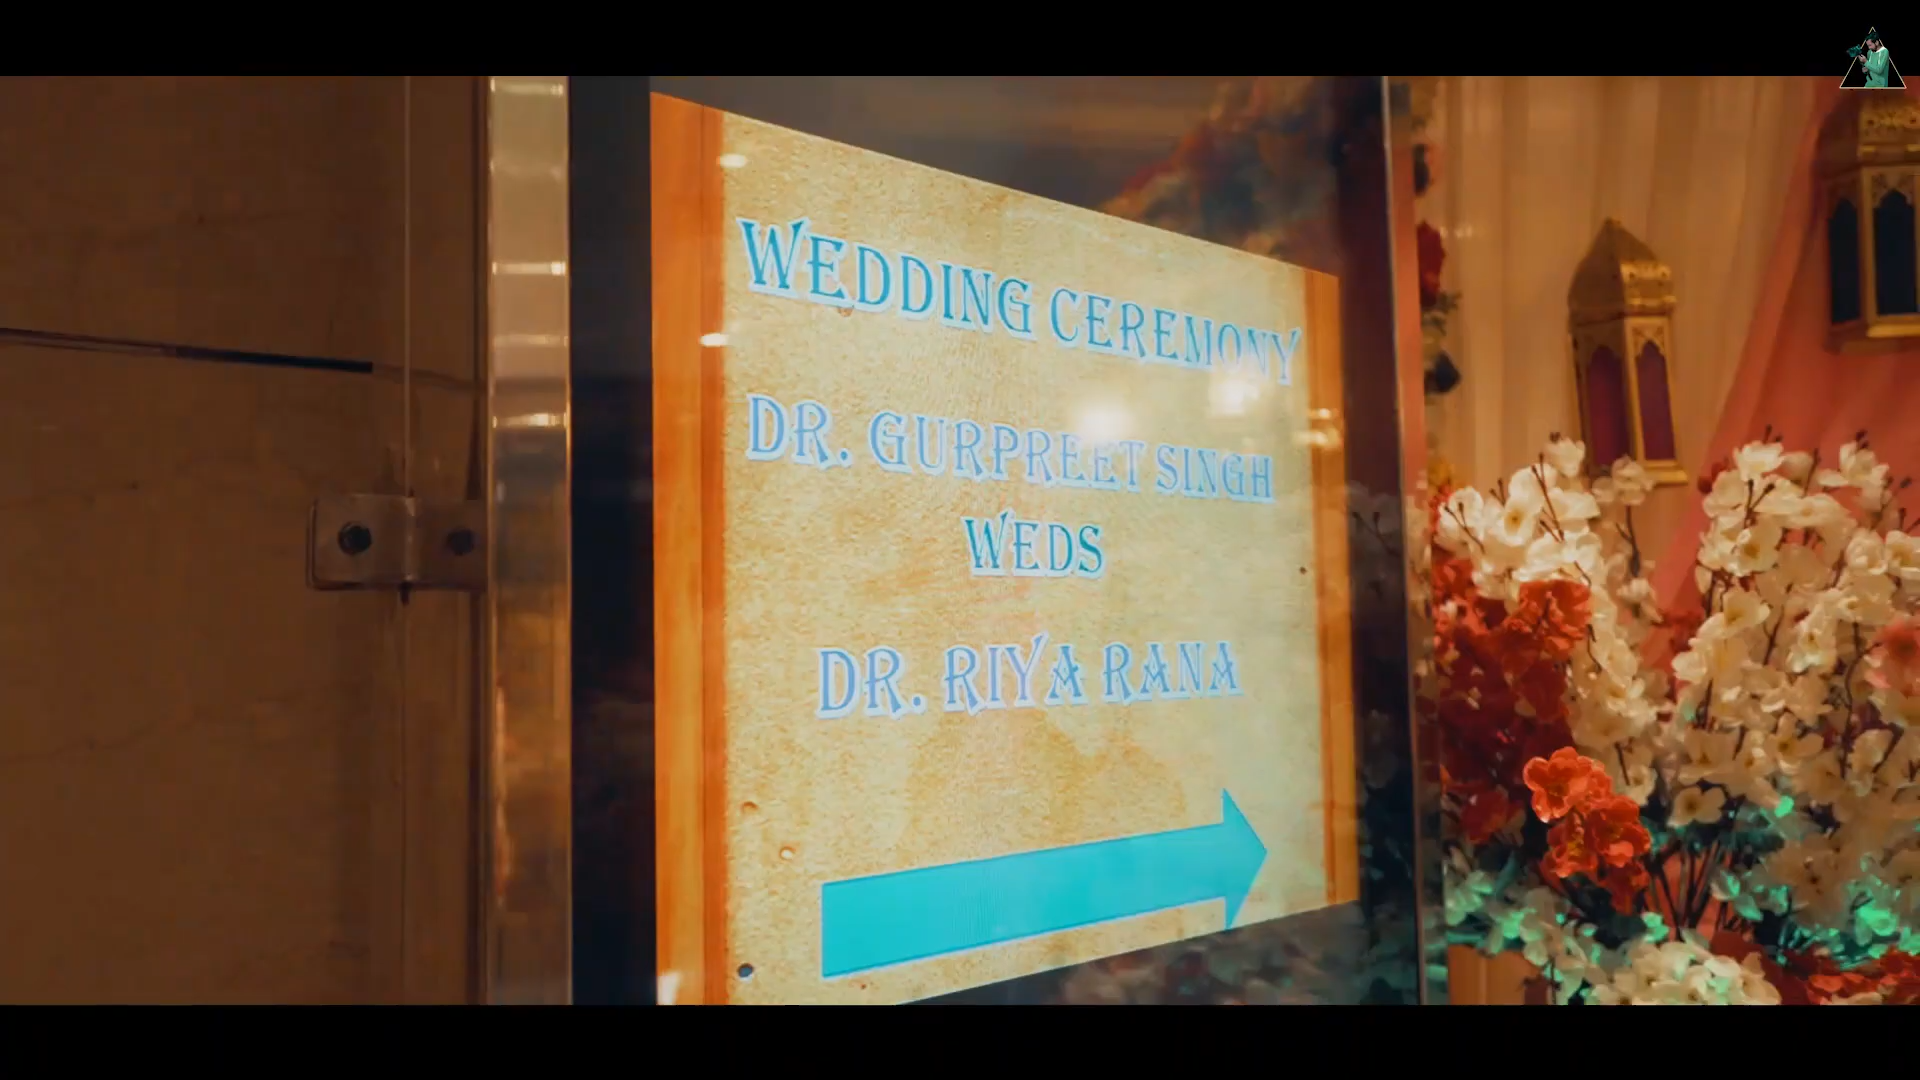 WEDDING CEREMONY
DR. GURPREET SINGH
WEDS
DR. RIYA RANA